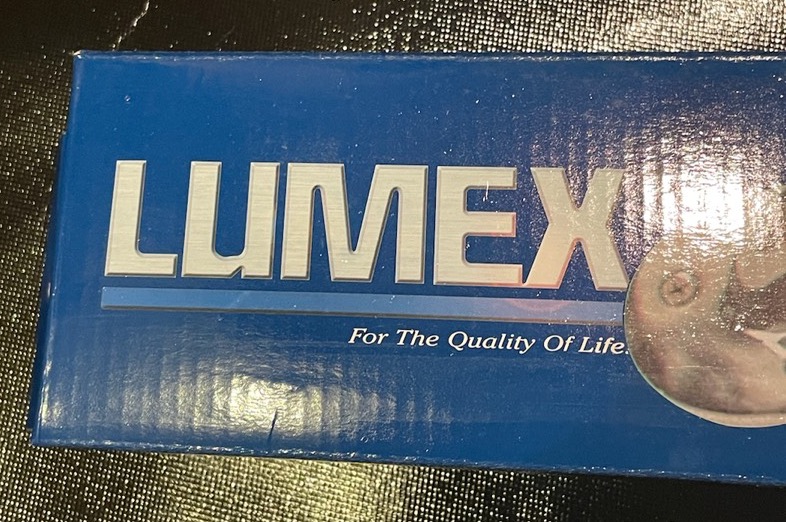 LUMEX
For The Quality Of Life.